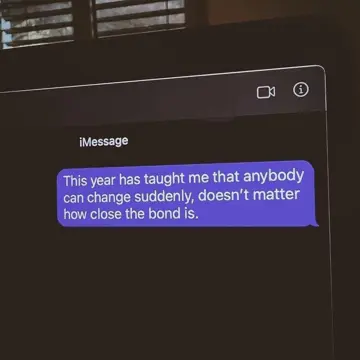 iMessage
This year has taught me that anybody
can change suddenly, doesn't matter
how close the bond is.